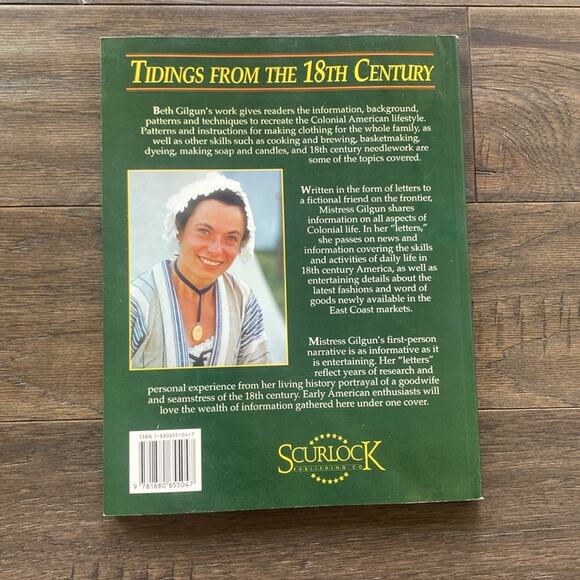 TIDINGS FROM THE 18TH CENTURY
Beth Gilgun's work gives readers the information, background,
patterns and techniques to recreate the Colonial American lifestyle.
Patterns and instructions for making clothing for the whole family, as
well as other skills such as cooking and brewing, basketmaking,
dyeing, making soap and candles, and 18th century needlework are
some of the topics covered.
Written in the form of letters to
a fictional friend on the frontier,
Mistress Gilgun shares
information on all aspects of
Colonial life. In her "letters,"
she passes on news and
information covering the skills
and activities of daily life in
18th century America, as well as
entertaining details about the
latest fashions and word of
goods newly available in the
East Coast markets.
Mistress Gilgun's first-person
narrative is as informative as it
is entertaining. Her "letters"
reflect years of research and
personal experience from her living history portrayal of a goodwife
and seamstress of the 18th century. Early American enthusiasts will
love the wealth of information gathered here under one cover.
ISBN 1-880655-04-7
9 781880 655047
SCURLOCK
PUBLISHING CO